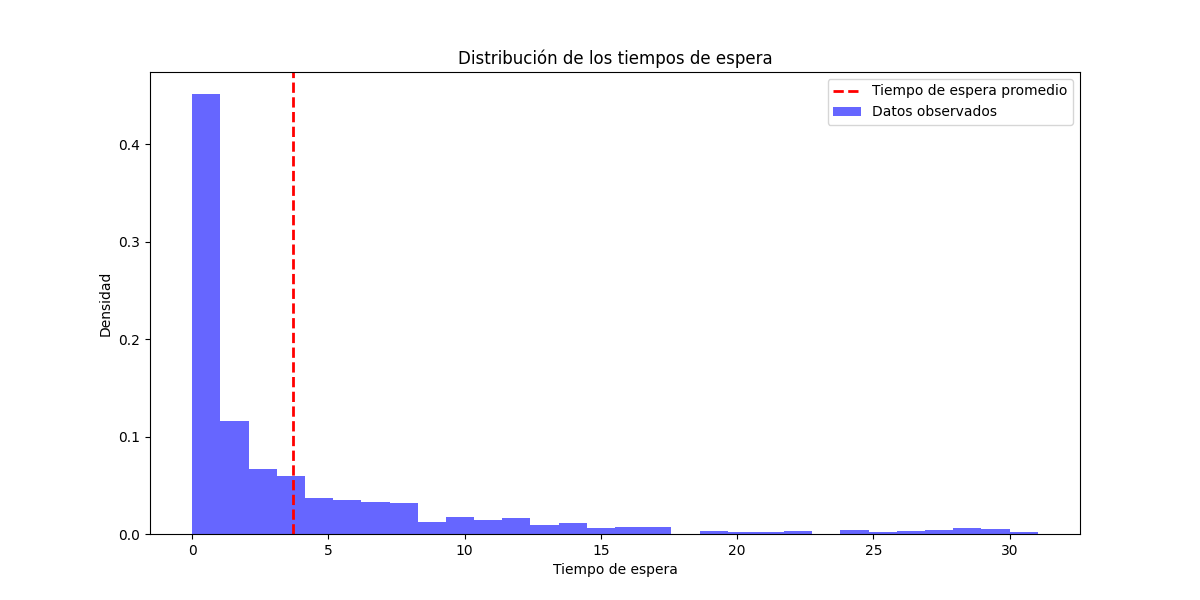 Distribución de los tiempos de espera
Tiempo de espera promedio
Datos observados
Densidad
0.4
0.3
0.2
0.1
0.0
0 5 10 15 20 25 30
Tiempo de espera